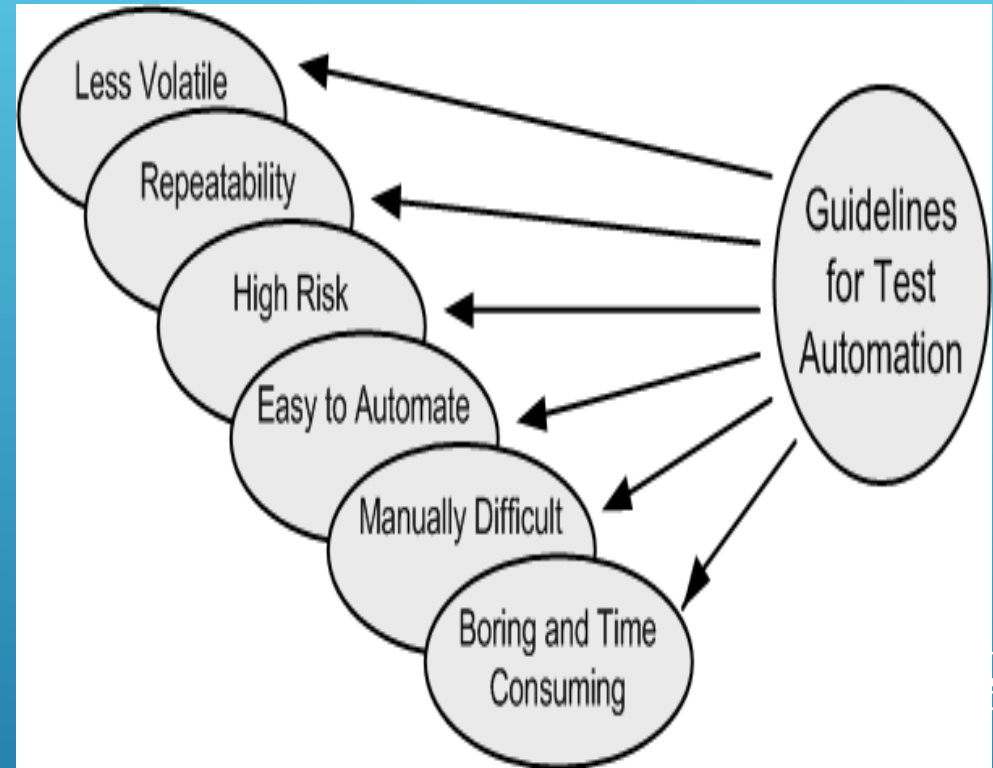 Less Volatile
Repeatability
High Risk
Easy to Automate
Manually Difficult
Boring and Time
Consuming
Guidelines
for Test
Automation